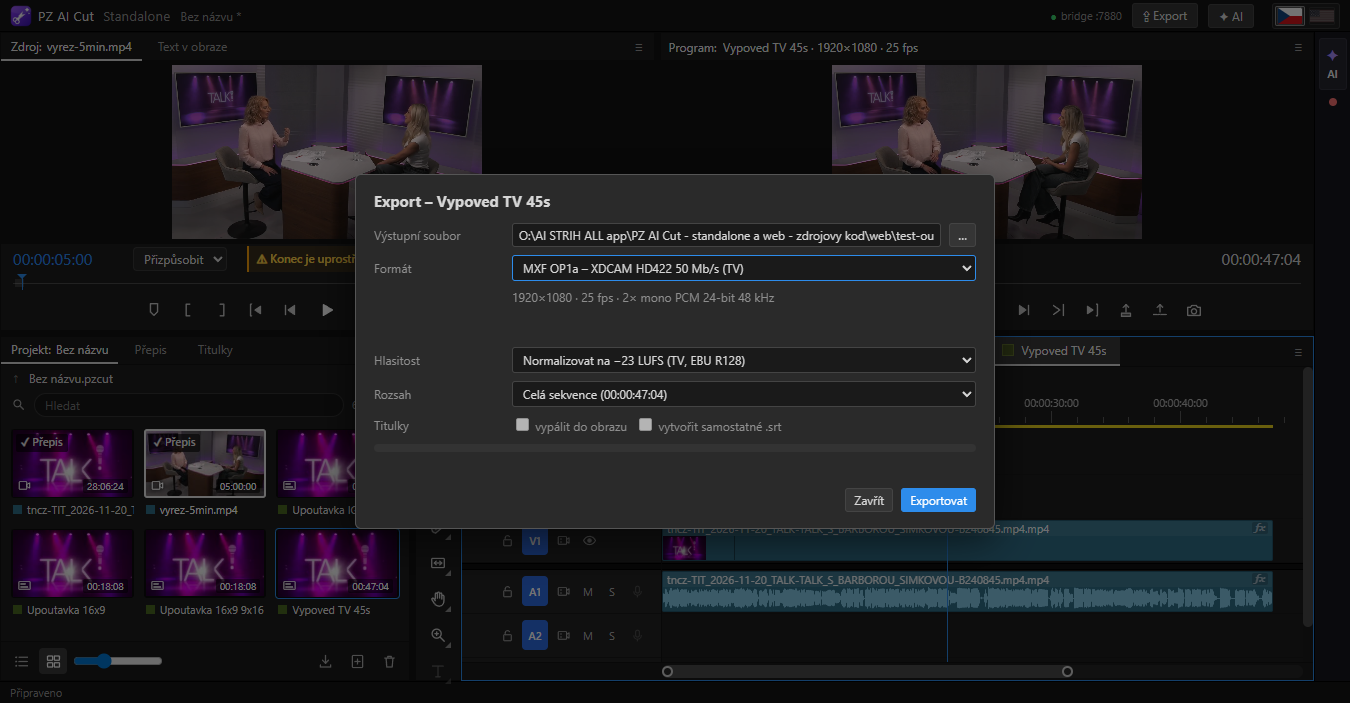 PZ AI Cut Standalone Bez názvu *
bridge :7880 Export AI
Zdroj: vyrez-5min.mp4 Text v obraze
Program: Vypoved TV 45s · 1920×1080 · 25 fps
AI
TALK!
00:00:05:00 Přizpůsobit Konec je uprostř
00:00:47:04
Export – Vypoved TV 45s
Výstupní soubor O:\AI STRIH ALL app\PZ AI Cut - standalone a web - zdrojovy kod\web\test-ou ...
Formát MXF OP1a – XDCAM HD422 50 Mb/s (TV)
1920×1080 · 25 fps · 2× mono PCM 24-bit 48 kHz
Hlasitost Normalizovat na −23 LUFS (TV, EBU R128)
Rozsah Celá sekvence (00:00:47:04)
Titulky vypálit do obrazu vytvořit samostatné .srt
Zavřít Exportovat
Projekt: Bez názvu Přepis Titulky
Bez názvu.pzcut
Hledat
Přepis Přepis
TALK! TALK!
28:06:24 05:00:00
tncz-TIT_2026-11-20_T vyrez-5min.mp4 Upoutavka
TALK! TALK! TALK!
00:18:08 00:18:08 00:47:04
Upoutavka 16x9 Upoutavka 16x9 9x16 Vypoved TV 45s
Vypoved TV 45s
00:00:30:00 00:00:40:00
V1 tncz-TIT_2026-11-20_TALK-TALK_S_BARBOROU_SIMKOVOU-B240845.mp4.mp4 fx
TALK
A1 M S tncz-TIT_2026-11-20_TALK-TALK_S_BARBOROU_SIMKOVOU-B240845.mp4.mp4 fx
A2 M S
T
Připraveno